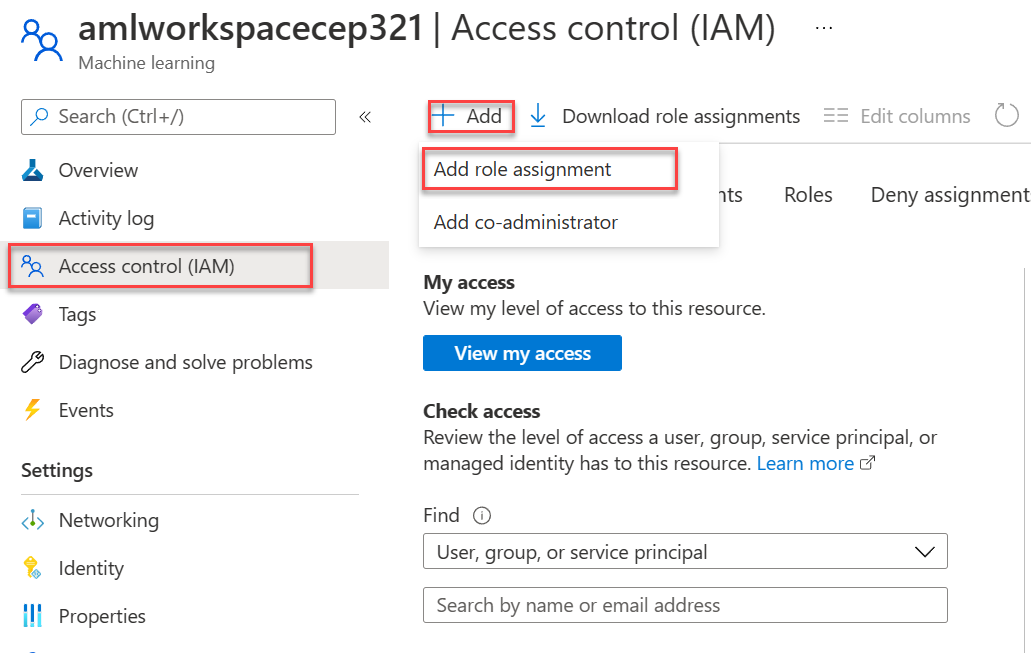 amlworkspacecep321 | Access control (IAM) ...
Machine learning
Search (Ctrl+/)
«
Overview
Activity log
Access control (IAM)
Tags
Diagnose and solve problems
Events
Settings
Networking
Identity
Properties
+ Add
Download role assignments
Edit columns
Add role assignment
Add co-administrator
nts
Roles
Deny assignment
My access
View my level of access to this resource.
View my access
Check access
Review the level of access a user, group, service principal, or
managed identity has to this resource. Learn more
Find
User, group, or service principal
Search by name or email address